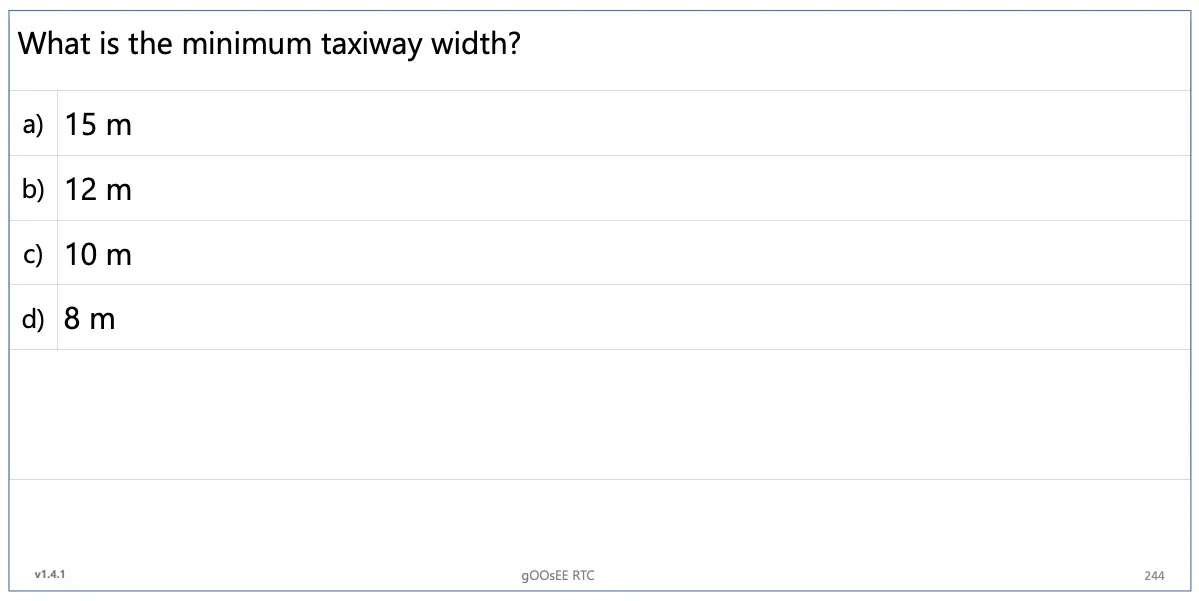 What is the minimum taxiway width?
a) 15 m
b) 12 m
c) 10 m
d) 8 m
v1.4.1 gOOsEE RTC 244